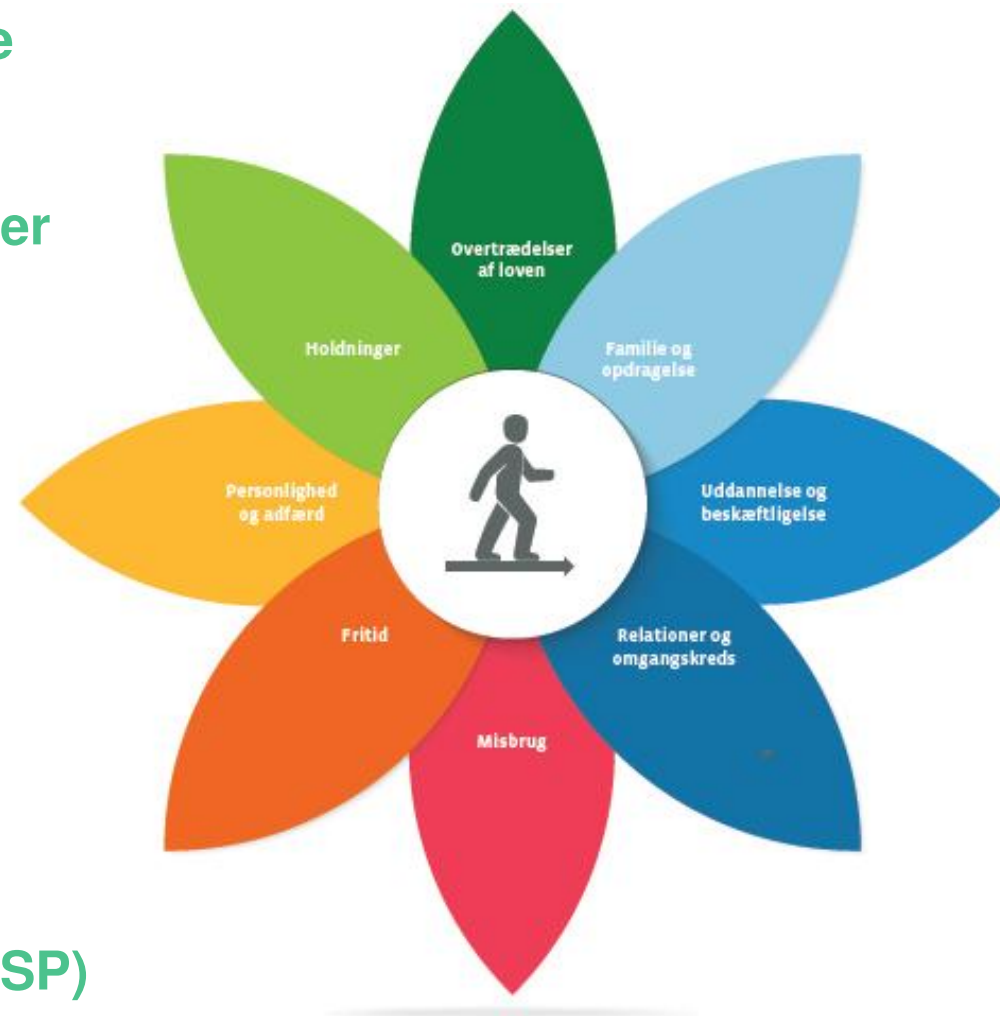 e
er
Overtrædelser
af loven
Holdninger
Familie og
opdragelse
Personlighed
og adfærd
Uddannelse og
beskæftligelse
Fritid
Relationer og
omgangskreds
Misbrug
SP)